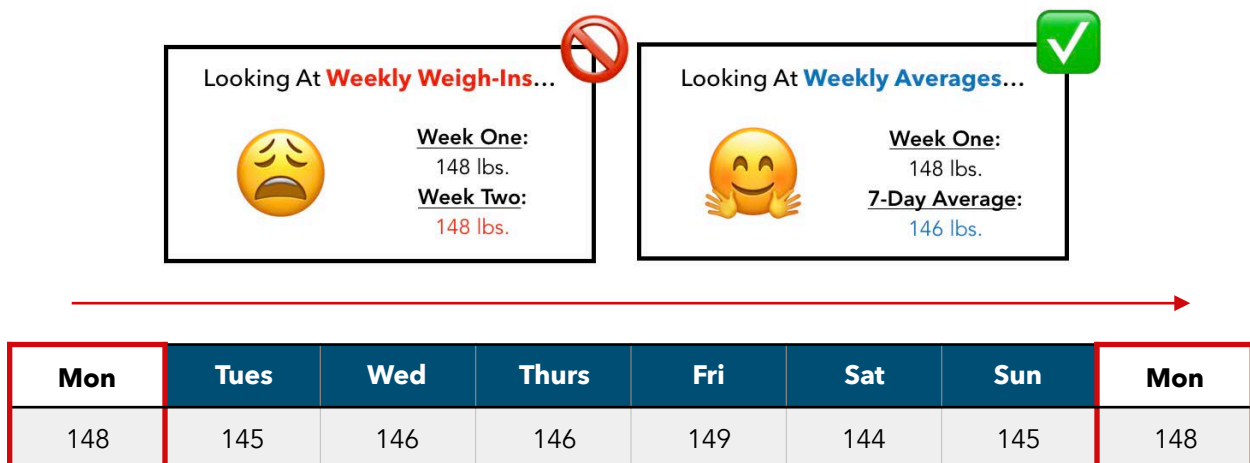 Looking At Weekly Weigh-Ins...
Week One:
148 lbs.
Week Two:
148 lbs.
Looking At Weekly Averages...
Week One:
148 lbs.
7-Day Average:
146 lbs.
Mon Tues Wed Thurs Fri Sat Sun Mon
148 145 146 146 149 144 145 148